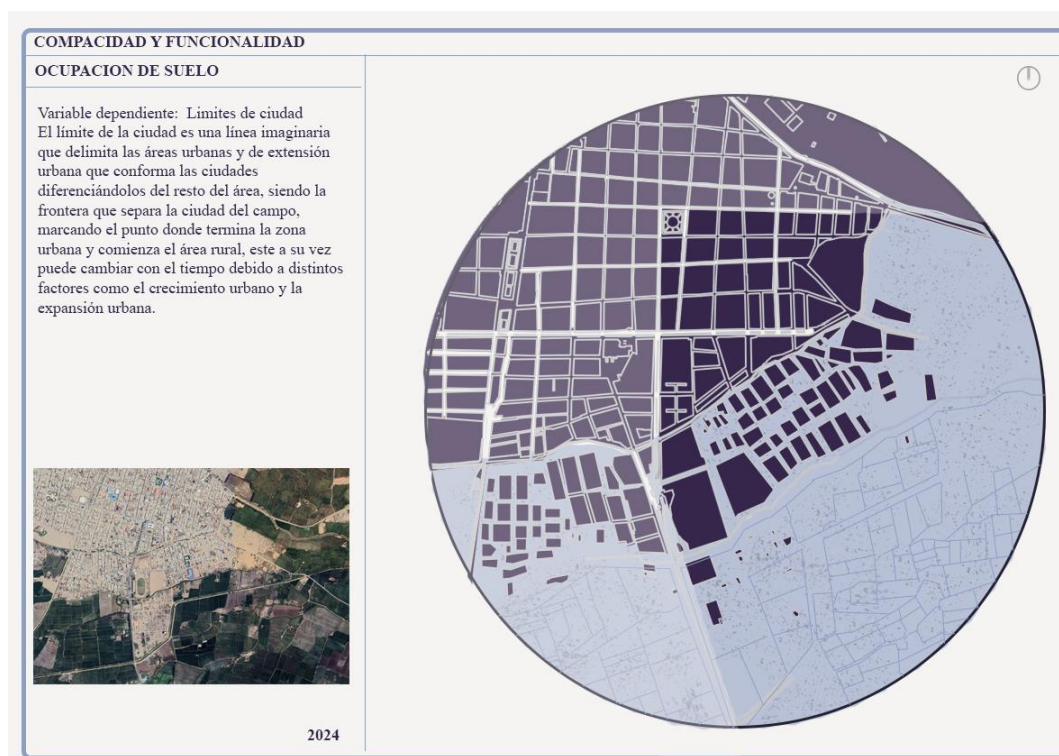 COMPACIDAD Y FUNCIONALIDAD
OCUPACION DE SUELO
Variable dependiente: Limites de ciudad
El límite de la ciudad es una línea imaginaria
que delimita las áreas urbanas y de extensión
urbana que conforma las ciudades
diferenciándolos del resto del área, siendo la
frontera que separa la ciudad del campo,
marcando el punto donde termina la zona
urbana y comienza el área rural, este a su vez
puede cambiar con el tiempo debido a distintos
factores como el crecimiento urbano y la
expansión urbana.
2024